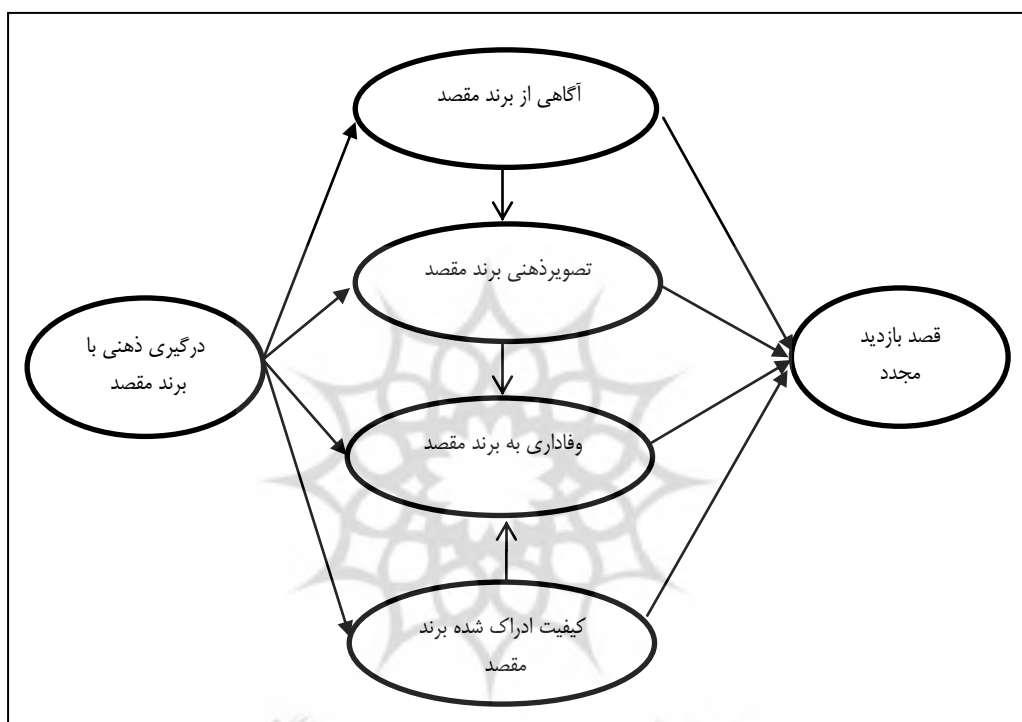 آگاهی از برند مقصد
تصویرذهنی برند مقصد
درگیری ذهنی با
برند مقصد
قصد بازدید
مجدد
وفاداری به برند مقصد
کیفیت ادراک شده برند
مقصد